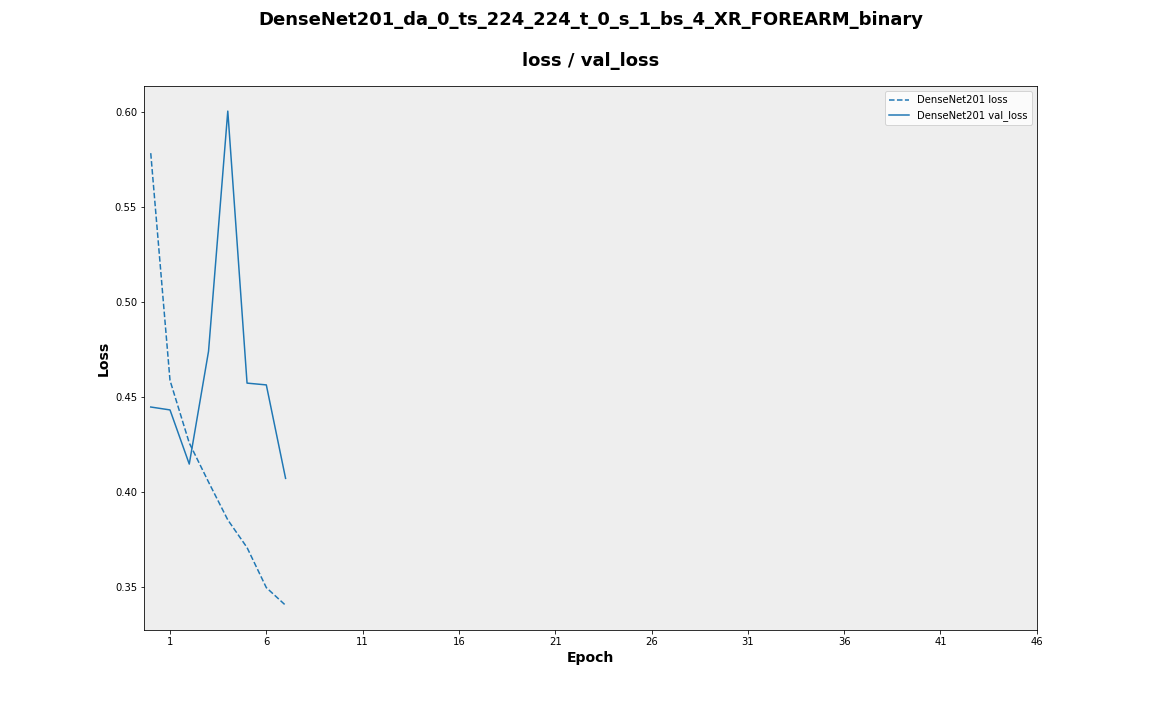 DenseNet201_da_0_ts_224_224_t_0_s_1_bs_4_XR_FOREARM_binary
loss / val_loss
DenseNet201 loss
DenseNet201 val_loss
0.60
0.55
0.50
0.45
0.40
0.35
Loss
1 6 11 16 21 26 31 36 41 46
Epoch